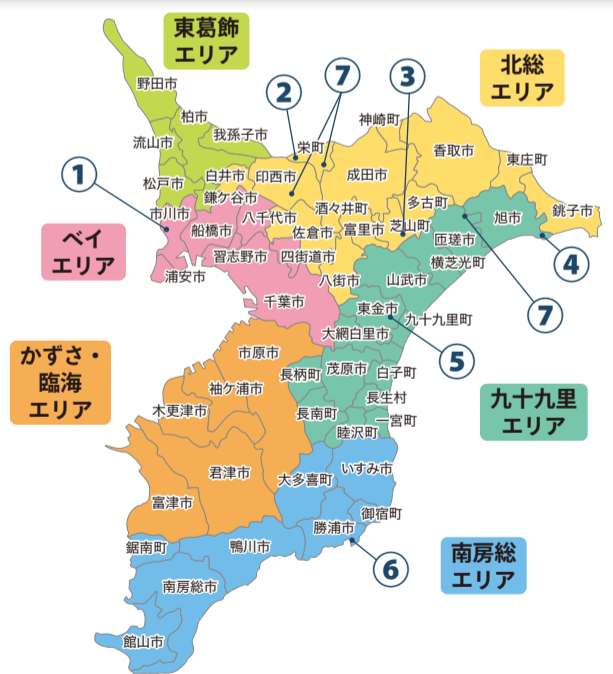 東葛飾
エリア
北総
エリア
ベイ
エリア
かずさ・
臨海
エリア
九十九里
エリア
南房総
エリア
1
2
7
3
4
7
5
6
野田市
柏市
我孫子市
流山市
松戸市
栄町
神崎町
香取市
東庄町
銚子市
白井市
印西市
成田市
鎌ケ谷市
酒々井町
多古町
佐倉市
富里市
芝山町
八街市
四街道市
市川市
船橋市
八千代市
習志野市
浦安市
千葉市
旭市
匝瑳市
横芝光町
山武市
東金市
九十九里町
大網白里市
長柄町
茂原市
白子町
長生村
長南町
一宮町
睦沢町
市原市
袖ケ浦市
木更津市
君津市
富津市
大多喜町
いすみ市
御宿町
勝浦市
鋸南町
鴨川市
南房総市
館山市